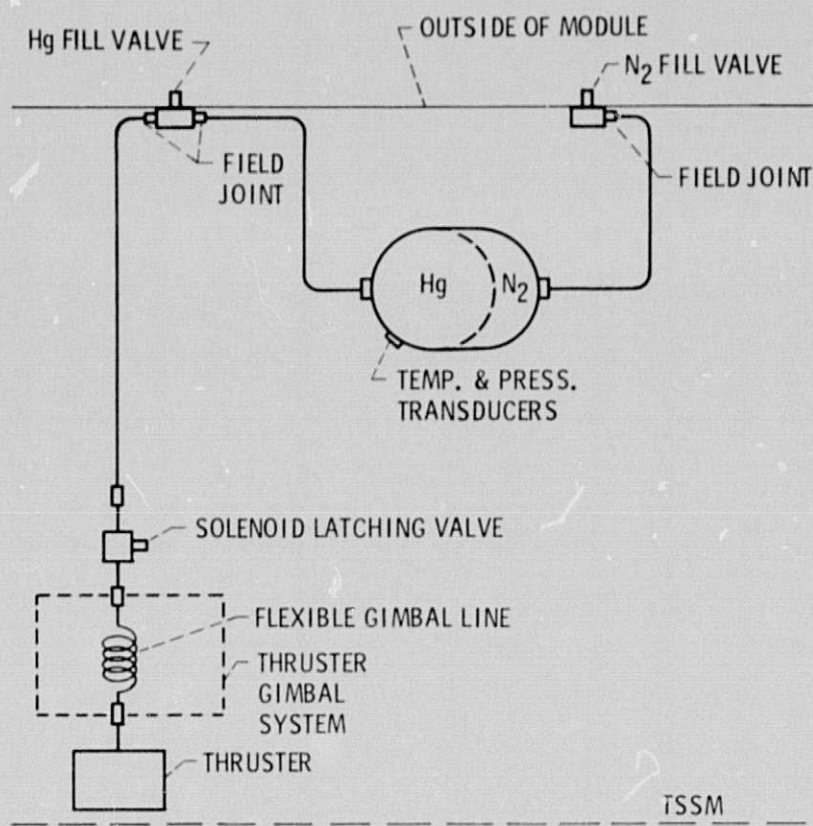 Hg FILL VALVE
OUTSIDE OF MODULE
N2 FILL VALVE
FIELD
JOINT
FIELD JOINT
Hg
N2
TEMP. & PRESS.
TRANSDUCERS
SOLENOID LATCHING VALVE
FLEXIBLE GIMBAL LINE
THRUSTER
GIMBAL
SYSTEM
THRUSTER
TSSM